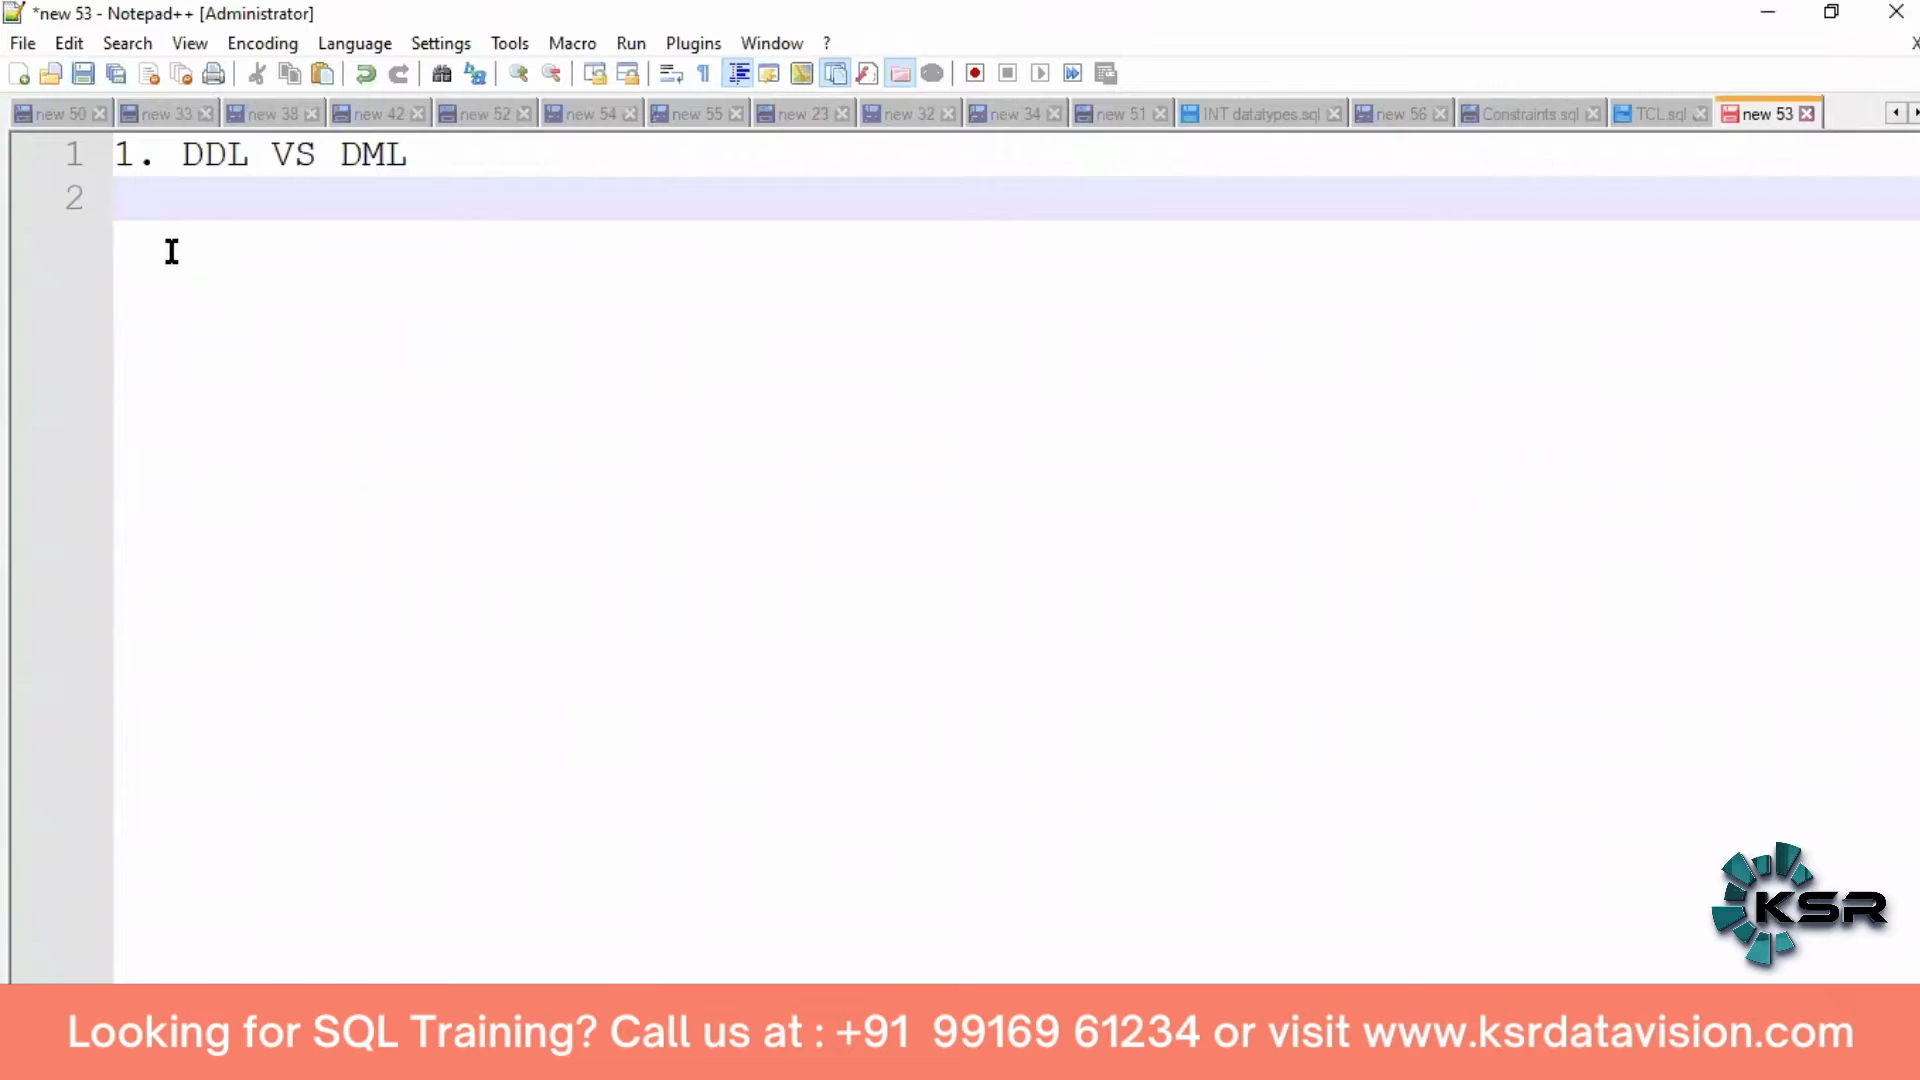 *new 53 - Notepad++ [Administrator]
File Edit Search View Encoding Language Settings Tools Macro Run Plugins Window ?
X
new 50 new 33 new 38 new 42 new 52 new 54 new 55 new 23 new 32 new 34 new 51 INT datatypes.sql new 56 Constraints.sql TCL.sql new 53
1 1. DDL VS DML
2
KSR
Looking for SQL Training? Call us at : +91 99169 61234 or visit www.ksrdatavision.com